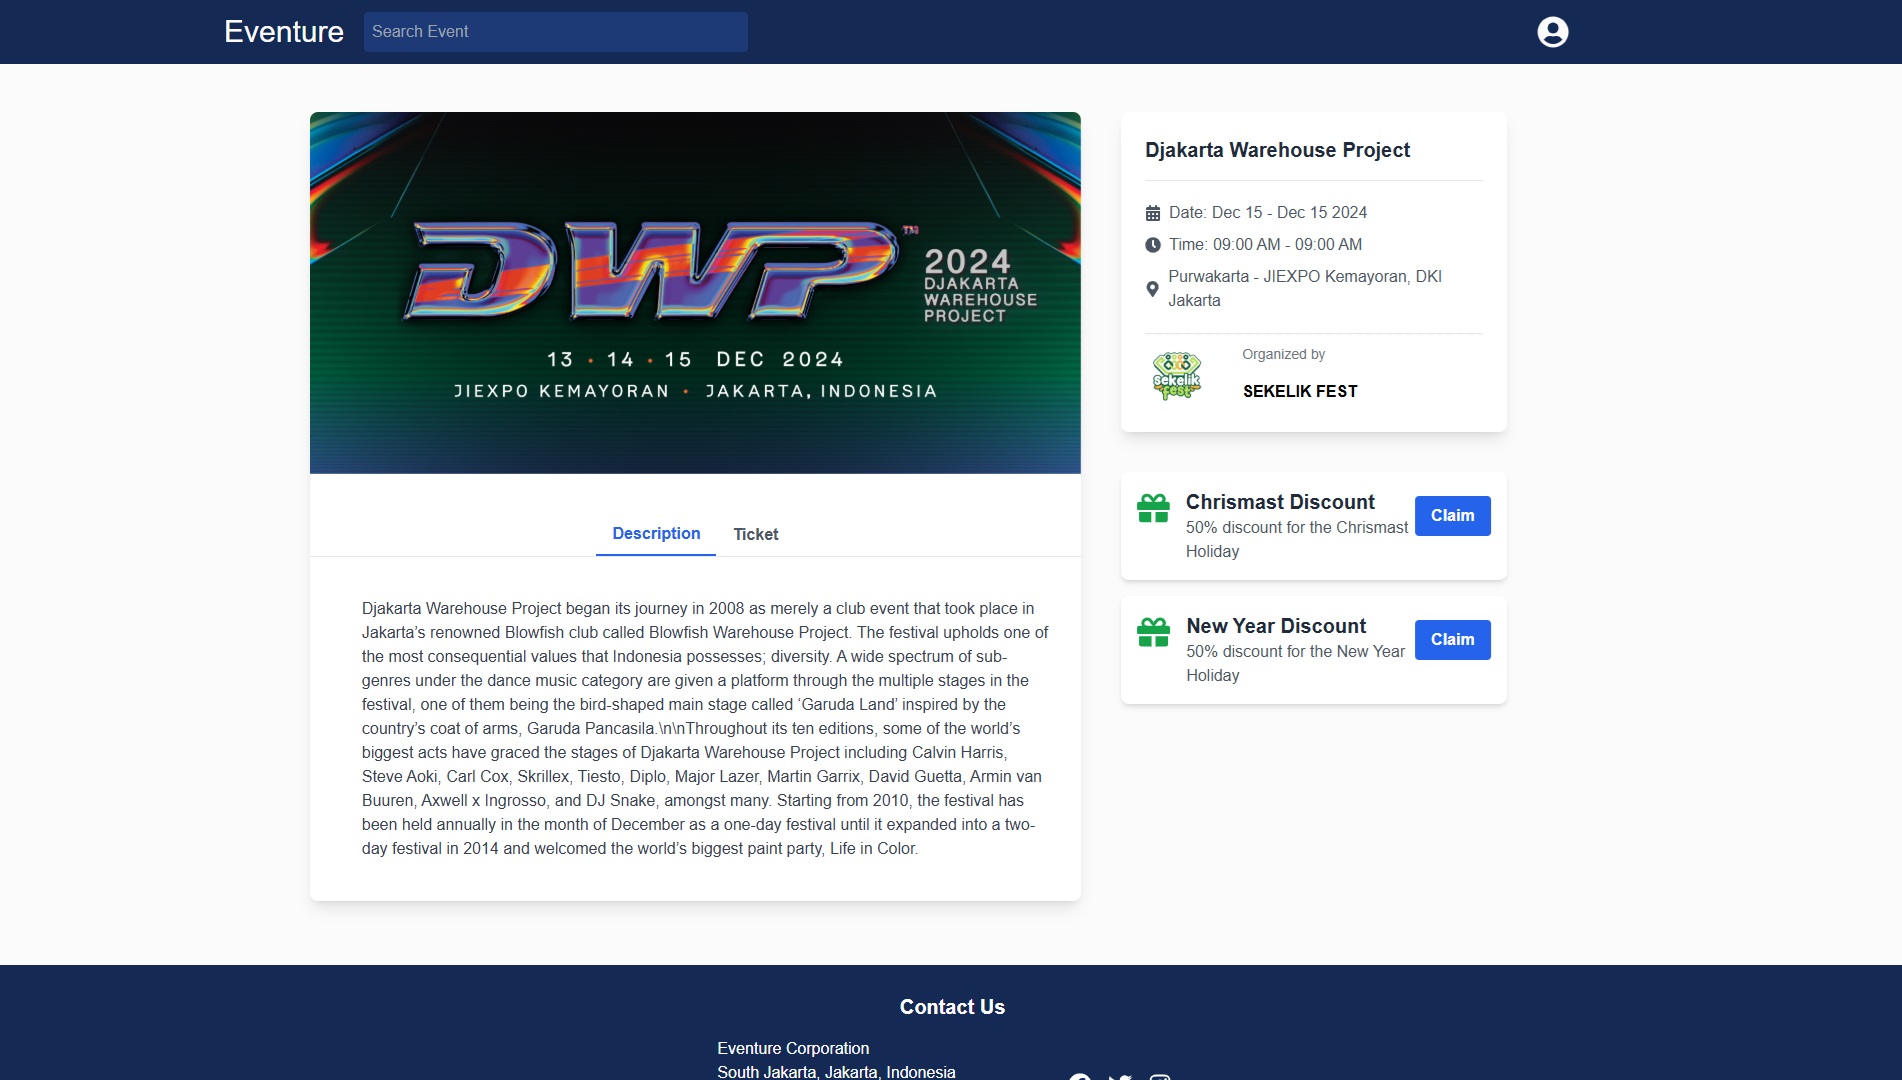 Eventure
Search Event
DWP™
2024
DJAKARTA
WAREHOUSE
PROJECT
13 · 14 · 15 DEC 2024
JIEXPO KEMAYORAN · JAKARTA, INDONESIA
Description
Ticket
Djakarta Warehouse Project began its journey in 2008 as merely a club event that took place in
Jakarta’s renowned Blowfish club called Blowfish Warehouse Project. The festival upholds one of
the most consequential values that Indonesia possesses; diversity. A wide spectrum of sub-
genres under the dance music category are given a platform through the multiple stages in the
festival, one of them being the bird-shaped main stage called ‘Garuda Land’ inspired by the
country’s coat of arms, Garuda Pancasila.\n\nThroughout its ten editions, some of the world’s
biggest acts have graced the stages of Djakarta Warehouse Project including Calvin Harris,
Steve Aoki, Carl Cox, Skrillex, Tiesto, Diplo, Major Lazer, Martin Garrix, David Guetta, Armin van
Buuren, Axwell x Ingrosso, and DJ Snake, amongst many. Starting from 2010, the festival has
been held annually in the month of December as a one-day festival until it expanded into a two-
day festival in 2014 and welcomed the world’s biggest paint party, Life in Color.
Djakarta Warehouse Project
Date: Dec 15 - Dec 15 2024
Time: 09:00 AM - 09:00 AM
Purwakarta - JIEXPO Kemayoran, DKI
Jakarta
sekelik
fest
Organized by
SEKELIK FEST
Chrismast Discount
50% discount for the Chrismast
Holiday
Claim
New Year Discount
50% discount for the New Year
Holiday
Claim
Contact Us
Eventure Corporation
South Jakarta, Jakarta, Indonesia